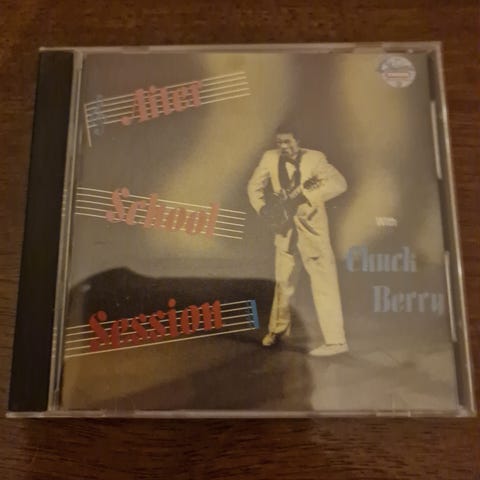 After
School
Session
With
Chuck
Berry